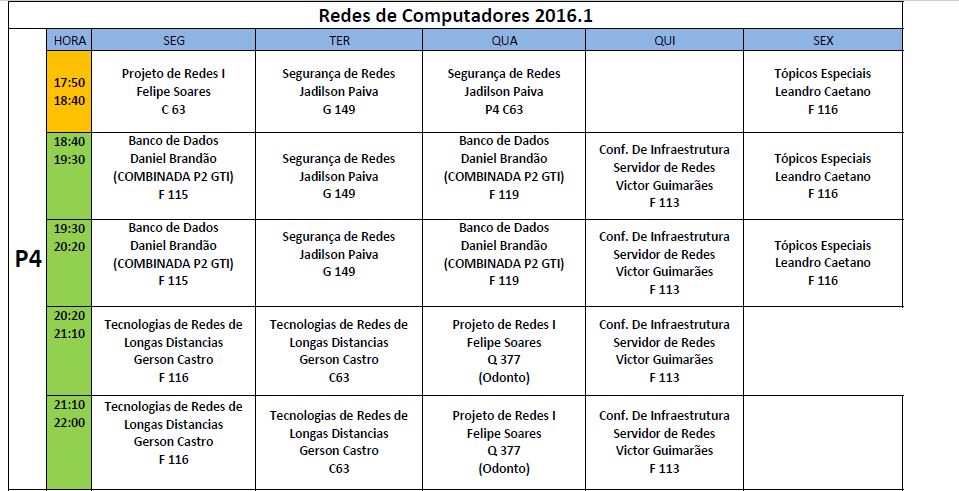 Redes de Computadores 2016.1
HORA SEG TER QUA QUI SEX
P4
17:50
18:40
Projeto de Redes I
Felipe Soares
C 63
Segurança de Redes
Jadilson Paiva
G 149
Segurança de Redes
Jadilson Paiva
P4 C63
Tópicos Especiais
Leandro Caetano
F 116
18:40
19:30
Banco de Dados
Daniel Brandão
(COMBINADA P2 GTI)
F 115
Segurança de Redes
Jadilson Paiva
G 149
Banco de Dados
Daniel Brandão
(COMBINADA P2 GTI)
F 119
Conf. De Infraestrutura
Servidor de Redes
Victor Guimarães
F 113
Tópicos Especiais
Leandro Caetano
F 116
19:30
20:20
Banco de Dados
Daniel Brandão
(COMBINADA P2 GTI)
F 115
Segurança de Redes
Jadilson Paiva
G 149
Banco de Dados
Daniel Brandão
(COMBINADA P2 GTI)
F 119
Conf. De Infraestrutura
Servidor de Redes
Victor Guimarães
F 113
Tópicos Especiais
Leandro Caetano
F 116
20:20
21:10
Tecnologias de Redes de
Longas Distancias
Gerson Castro
F 116
Tecnologias de Redes de
Longas Distancias
Gerson Castro
C63
Projeto de Redes I
Felipe Soares
Q 377
(Odonto)
Conf. De Infraestrutura
Servidor de Redes
Victor Guimarães
F 113
21:10
22:00
Tecnologias de Redes de
Longas Distancias
Gerson Castro
F 116
Tecnologias de Redes de
Longas Distancias
Gerson Castro
C63
Projeto de Redes I
Felipe Soares
Q 377
(Odonto)
Conf. De Infraestrutura
Servidor de Redes
Victor Guimarães
F 113